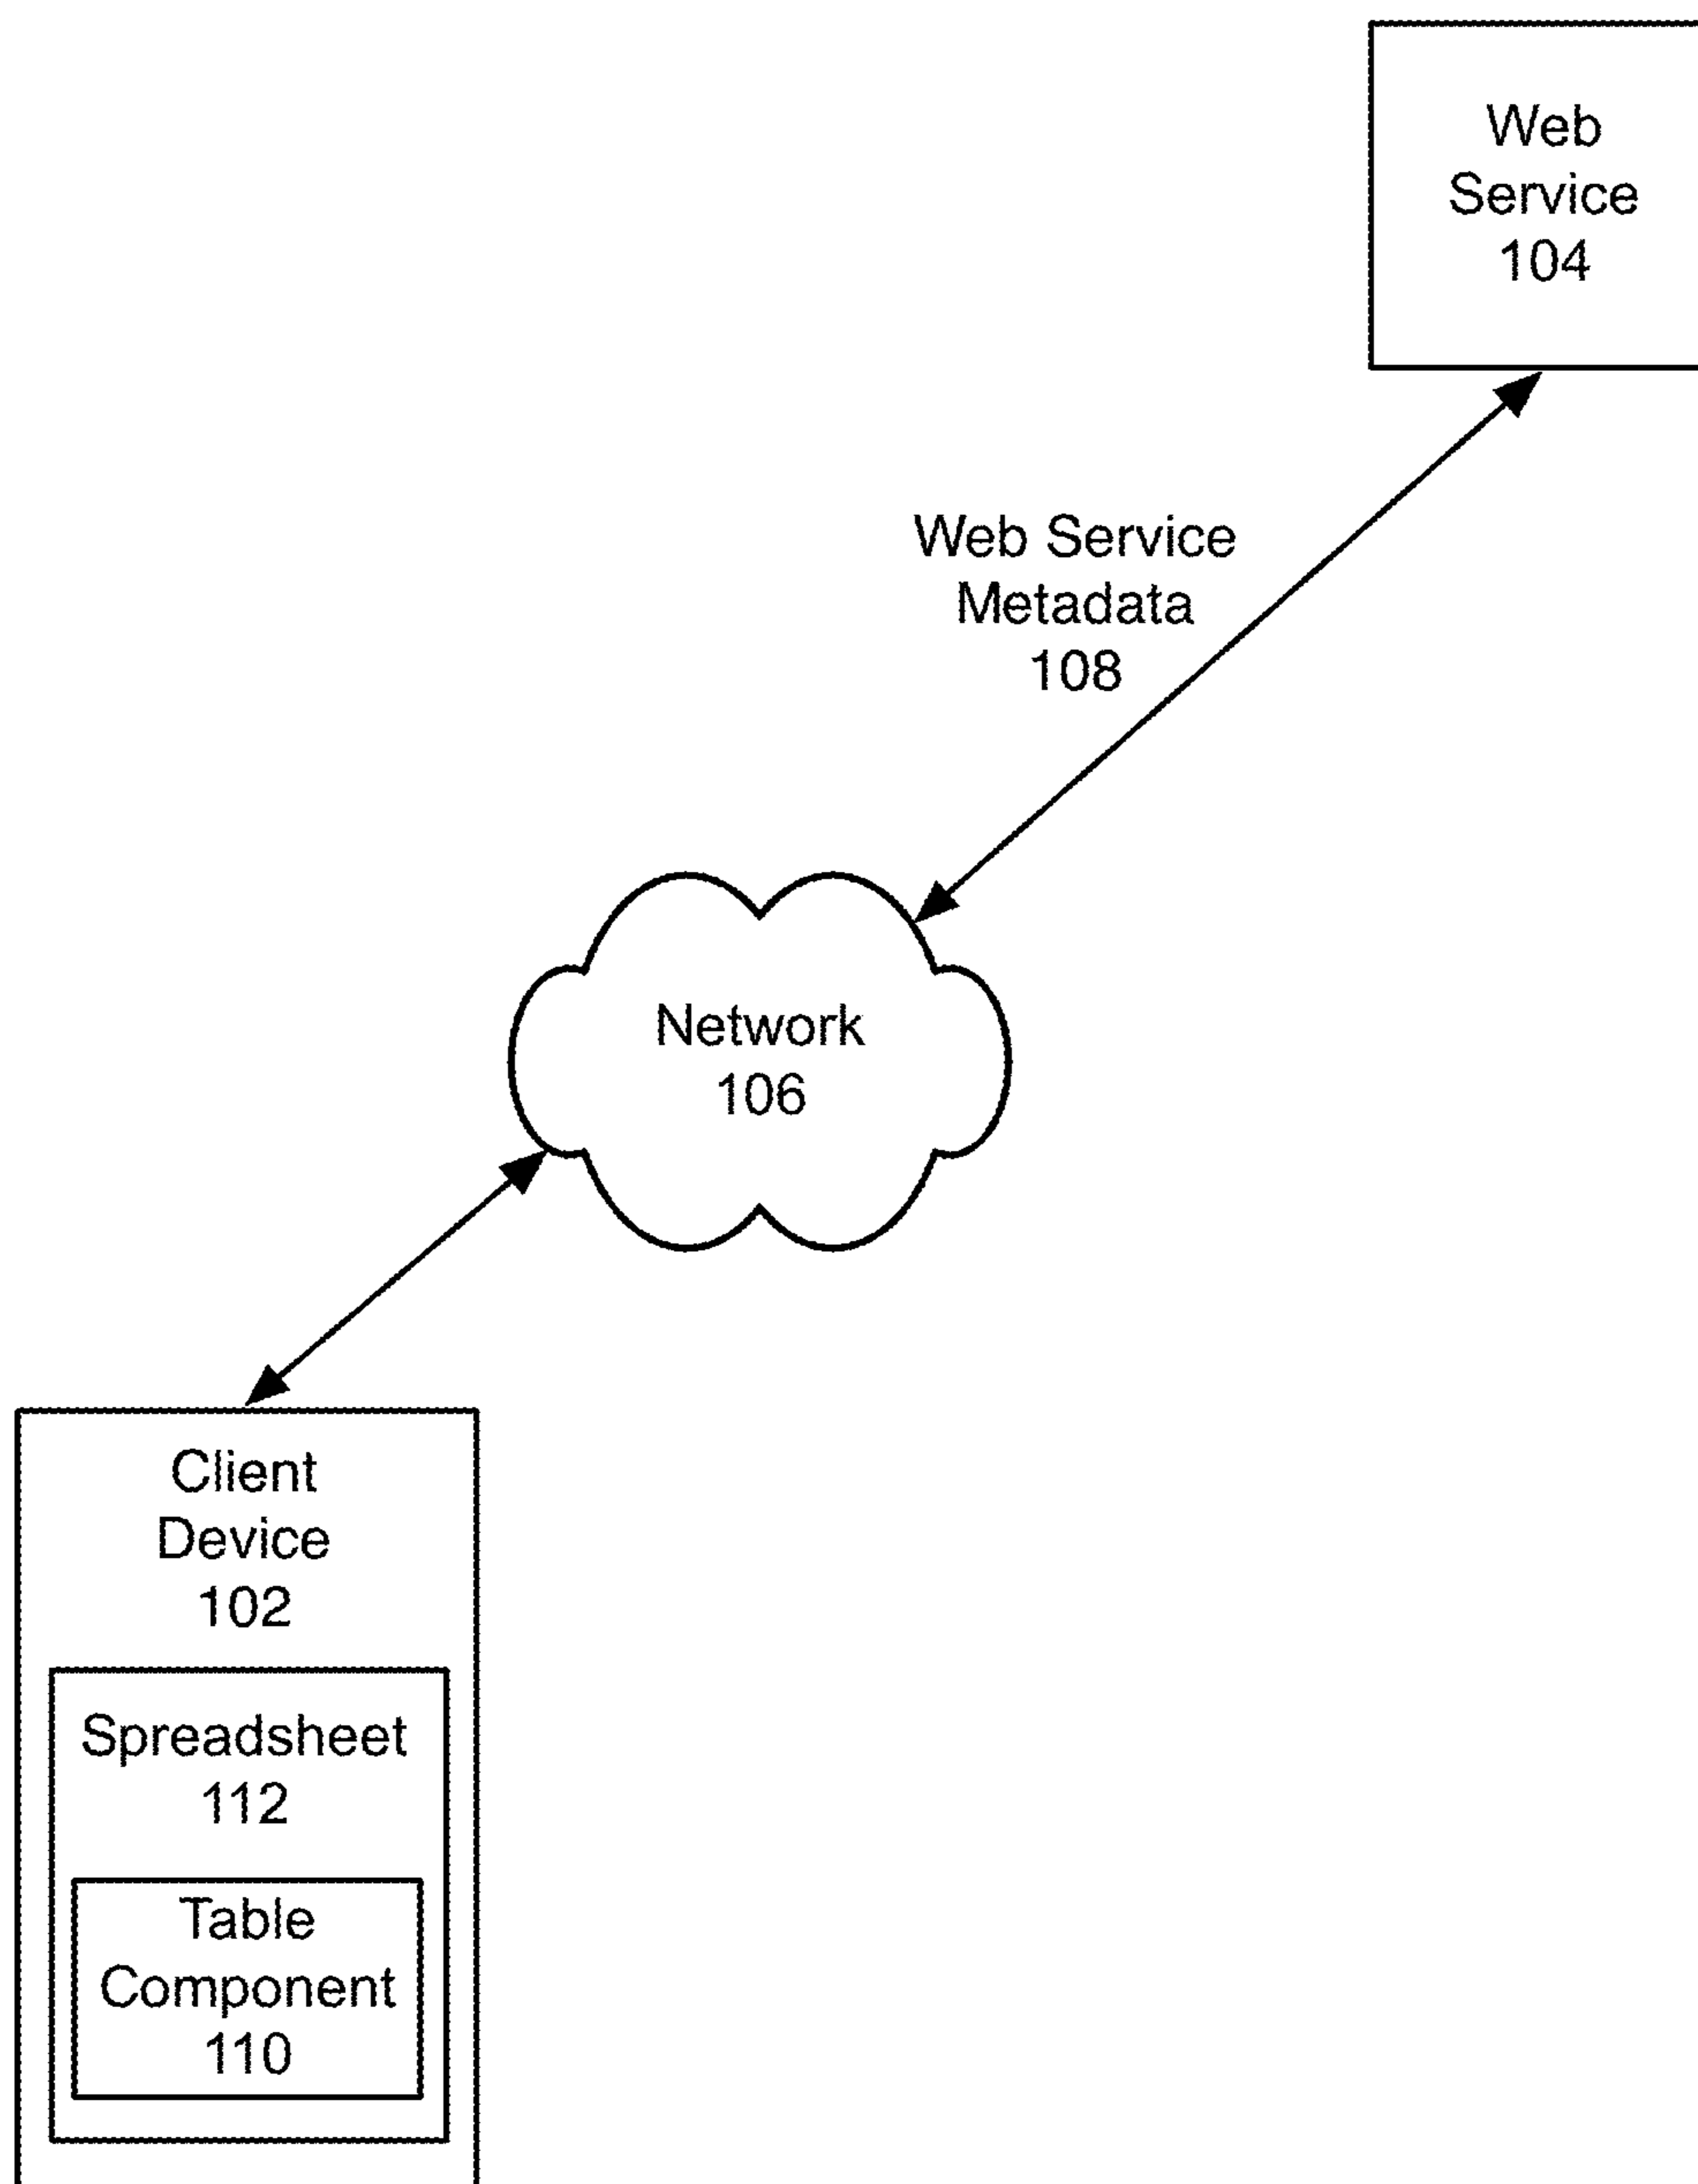 Web
Service
104
Web Service
Metadata
108
Network
106
Client
Device
102
Spreadsheet
112
Table
Component
110